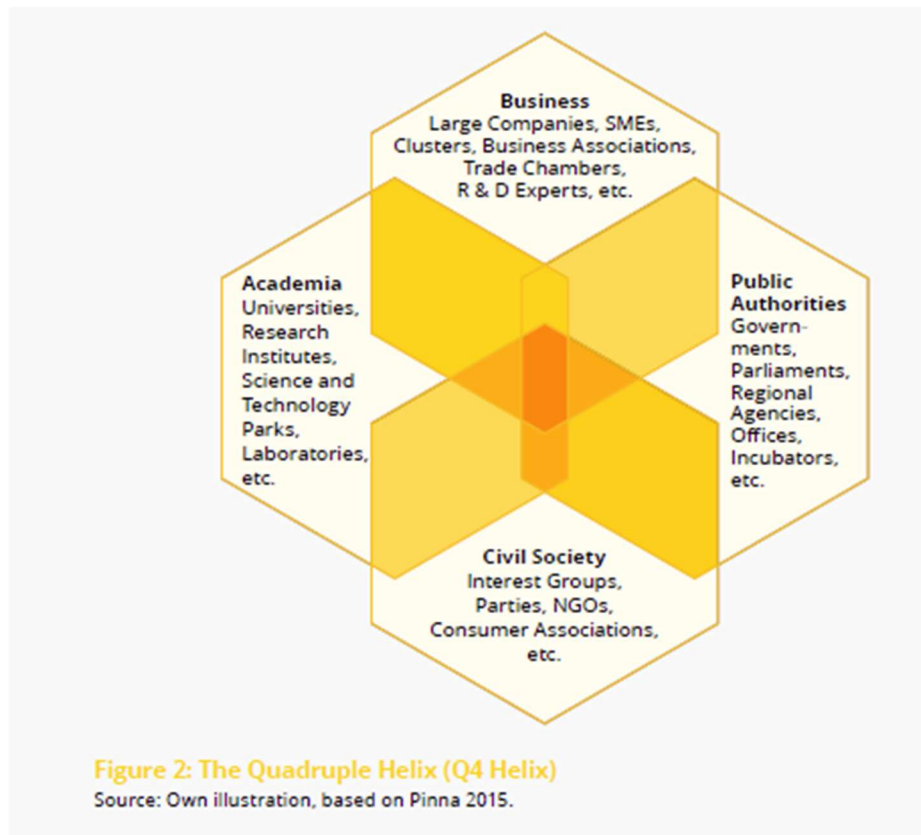 Business
Large Companies, SMEs,
Clusters, Business Associations,
Trade Chambers,
R & D Experts, etc.
Academia
Universities,
Research
Institutes,
Science and
Technology
Parks,
Laboratories,
etc.
Public
Authorities
Govern-
ments,
Parliaments,
Regional
Agencies,
Offices,
Incubators,
etc.
Civil Society
Interest Groups,
Parties, NGOs,
Consumer Associations,
etc.
Figure 2: The Quadruple Helix (Q4 Helix)
Source: Own illustration, based on Pinna 2015.